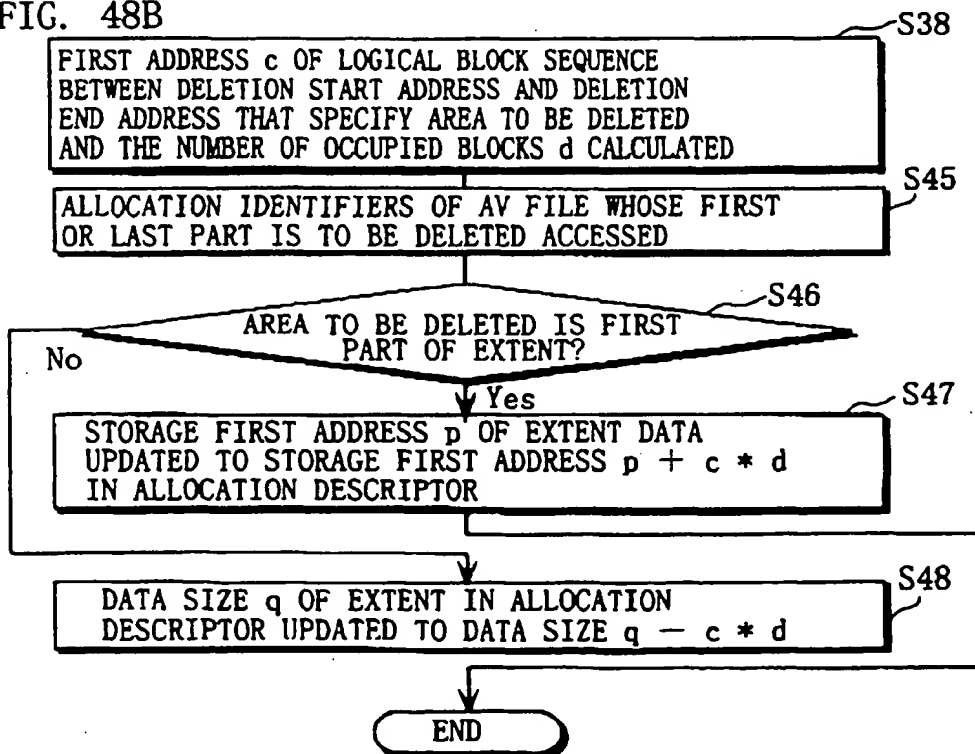 FIG. 48B
S38
FIRST ADDRESS c OF LOGICAL BLOCK SEQUENCE
BETWEEN DELETION START ADDRESS AND DELETION
END ADDRESS THAT SPECIFY AREA TO BE DELETED
AND THE NUMBER OF OCCUPIED BLOCKS d CALCULATED
S45
ALLOCATION IDENTIFIERS OF AV FILE WHOSE FIRST
OR LAST PART IS TO BE DELETED ACCESSED
S46
AREA TO BE DELETED IS FIRST
PART OF EXTENT?
No
Yes
S47
STORAGE FIRST ADDRESS p OF EXTENT DATA
UPDATED TO STORAGE FIRST ADDRESS p + c * d
IN ALLOCATION DESCRIPTOR
S48
DATA SIZE q OF EXTENT IN ALLOCATION
DESCRIPTOR UPDATED TO DATA SIZE q — c * d
END